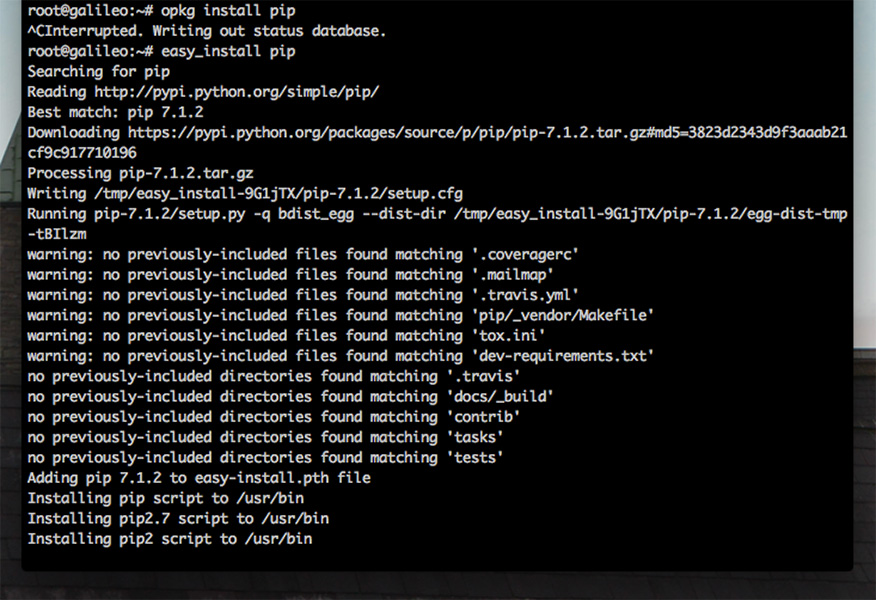 root@galileo:~# opkg install pip
^CInterrupted. Writing out status database.
root@galileo:~# easy_install pip
Searching for pip
Reading http://pypi.python.org/simple/pip/
Best match: pip 7.1.2
Downloading https://pypi.python.org/packages/source/p/pip/pip-7.1.2.tar.gz#md5=3823d2343d9f3aaab21
cf9c917710196
Processing pip-7.1.2.tar.gz
Writing /tmp/easy_install-9G1jTX/pip-7.1.2/setup.cfg
Running pip-7.1.2/setup.py -q bdist_egg --dist-dir /tmp/easy_install-9G1jTX/pip-7.1.2/egg-dist-tmp
-tBIlzm
warning: no previously-included files found matching '.coveragerc'
warning: no previously-included files found matching '.mailmap'
warning: no previously-included files found matching '.travis.yml'
warning: no previously-included files found matching 'pip/_vendor/Makefile'
warning: no previously-included files found matching 'tox.ini'
warning: no previously-included files found matching 'dev-requirements.txt'
no previously-included directories found matching '.travis'
no previously-included directories found matching 'docs/_build'
no previously-included directories found matching 'contrib'
no previously-included directories found matching 'tasks'
no previously-included directories found matching 'tests'
Adding pip 7.1.2 to easy-install.pth file
Installing pip script to /usr/bin
Installing pip2.7 script to /usr/bin
Installing pip2 script to /usr/bin